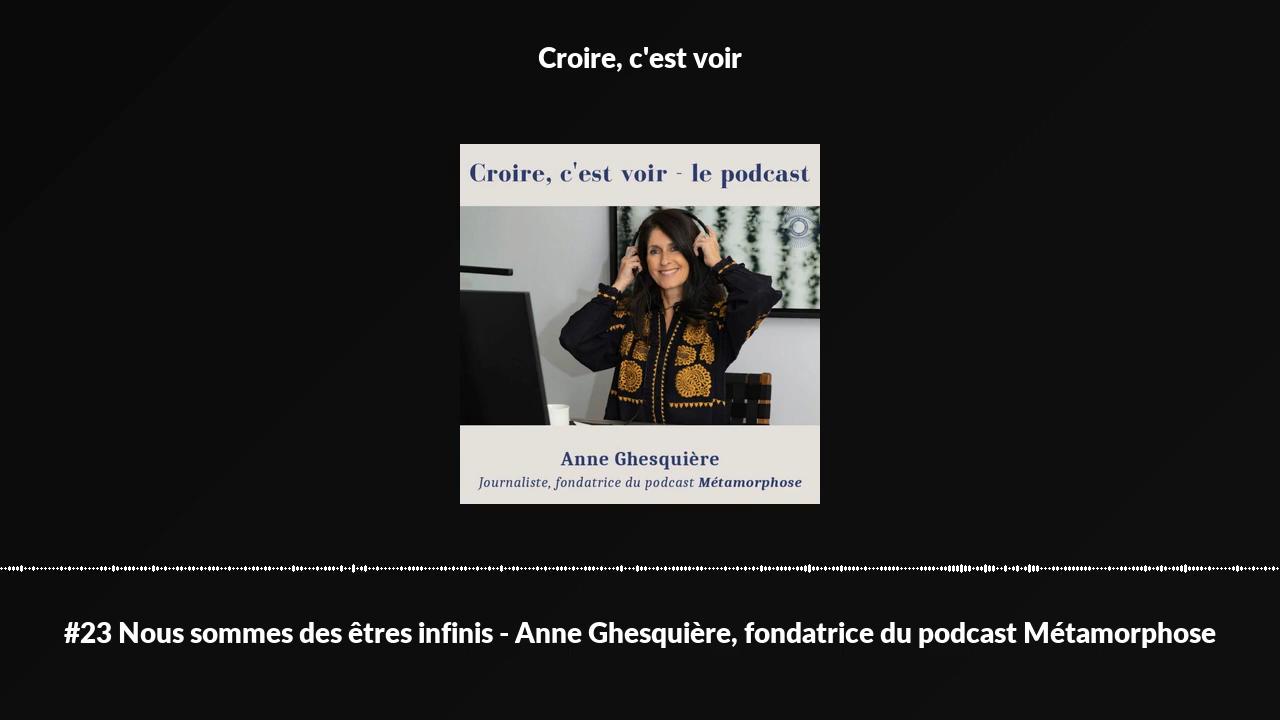 Croire, c'est voir
Croire, c'est voir - le podcast
Anne Ghesquière
Journaliste, fondatrice du podcast Métamorphose
#23 Nous sommes des êtres infinis - Anne Ghesquière, fondatrice du podcast Métamorphose